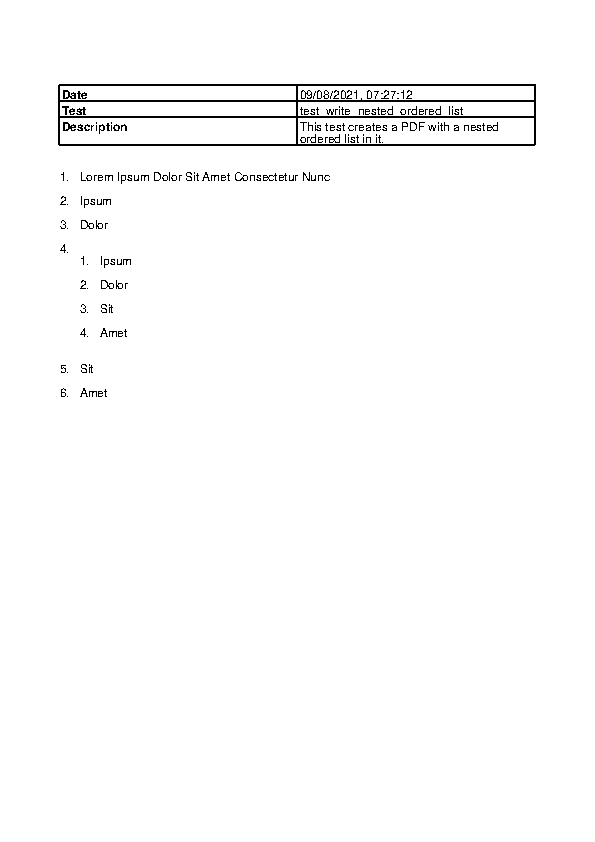 Date 09/08/2021, 07:27:12
Test test_write_nested_ordered_list
Description This test creates a PDF with a nested
ordered list in it.
1. Lorem Ipsum Dolor Sit Amet Consectetur Nunc
2. Ipsum
3. Dolor
4.
1. Ipsum
2. Dolor
3. Sit
4. Amet
5. Sit
6. Amet